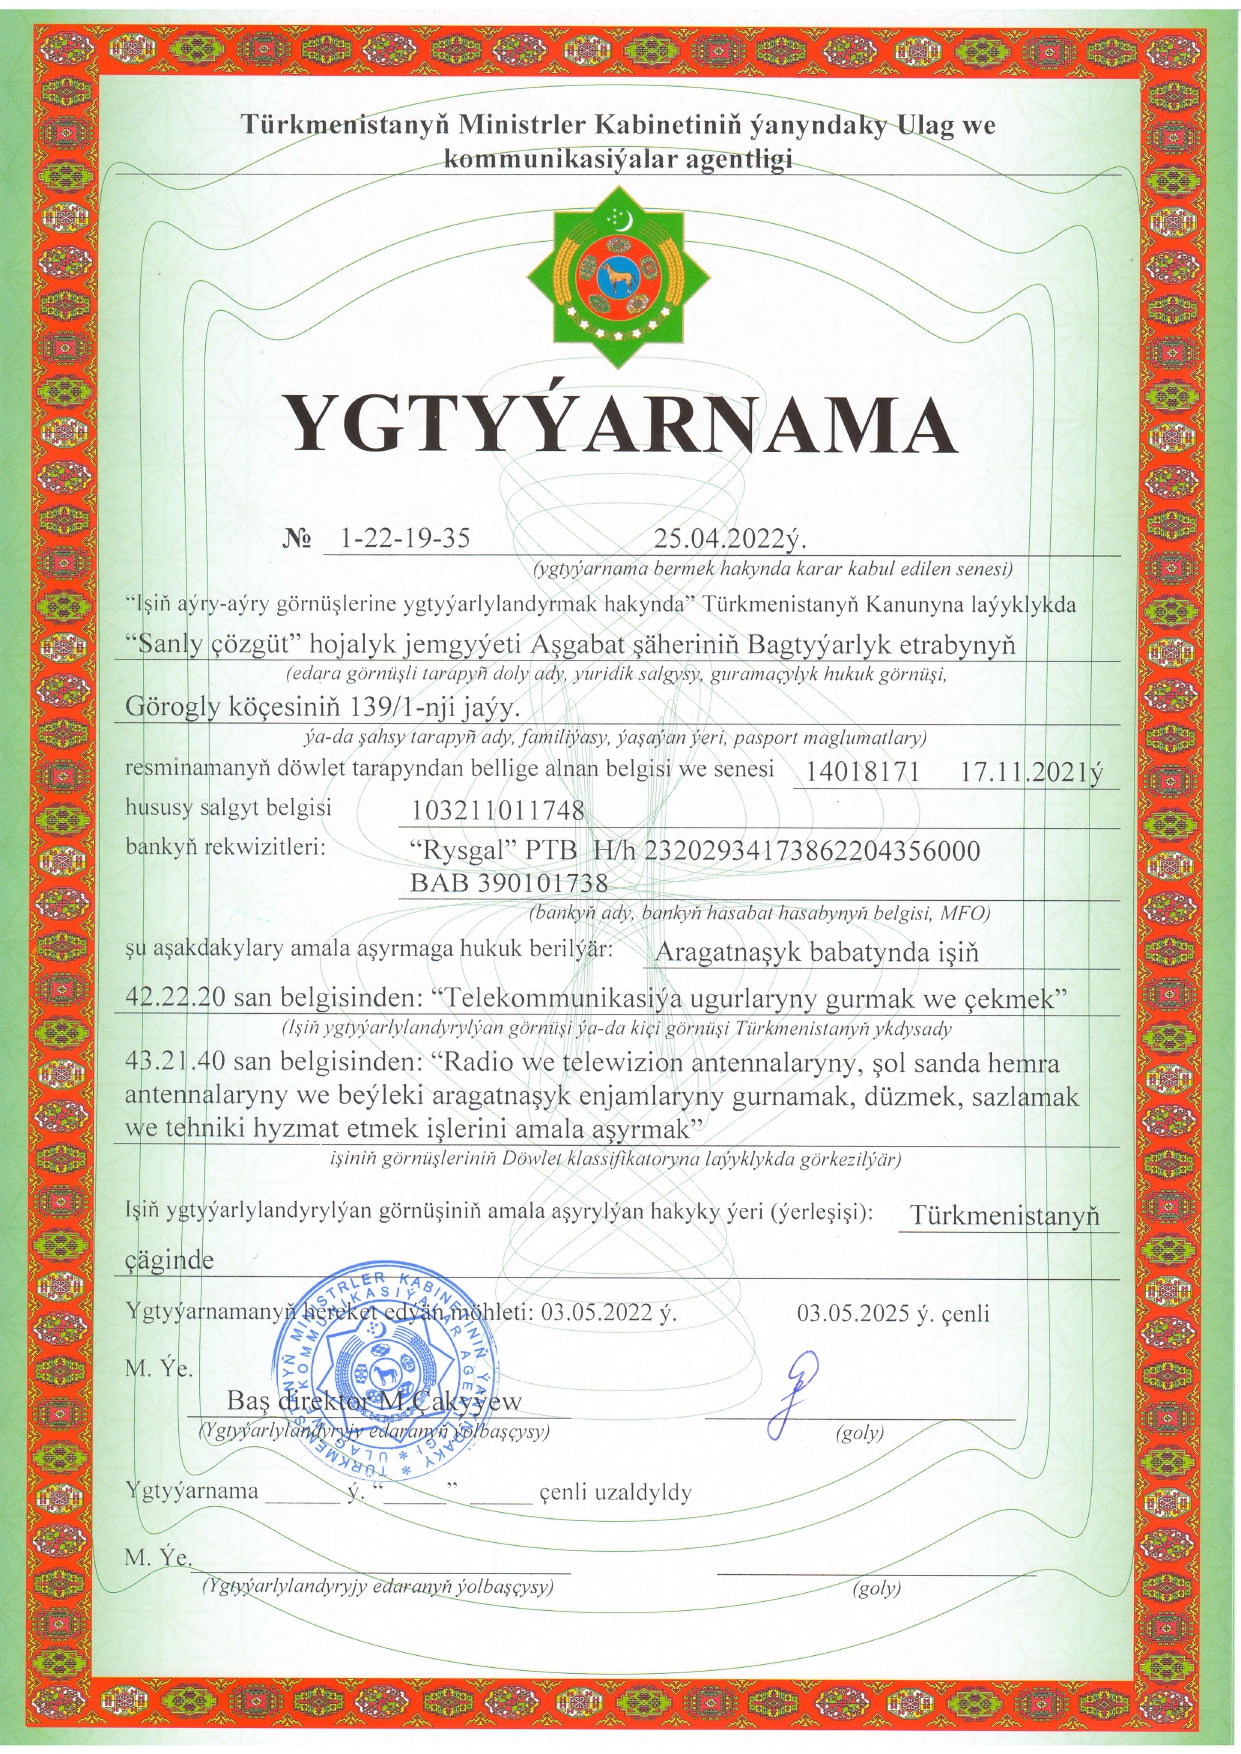 Türkmenistanyň Ministrler Kabinetiniň ýanyndaky Ulag we
kommunikasiýalar agentligi
YGTYÝARNAMA
№ 1-22-19-35 25.04.2022ý.
(ygtyýarnama bermek hakynda karar kabul edilen senesi)
“Işiň aýry-aýry görnüşlerine ygtyýarlylandyrmak hakynda” Türkmenistanyň Kanunyna laýyklykda
“Sanly çözgüt” hojalyk jemgyýeti Aşgabat şäheriniň Bagtyýarlyk etrabynyň
(edara görnüşli tarapyň doly ady, yuridik salgysy, guramaçylyk hukuk görnüşi,
Görogly köçesiniň 139/1-nji jaýy.
ýa-da şahsy tarapyň ady, familiýasy, ýaşaýan ýeri, pasport maglumatlary)
resminamanyň döwlet tarapyndan bellige alnan belgisi we senesi 14018171 17.11.2021ý
hususy salgyt belgisi 103211011748
bankyň rekwizitleri: “Rysgal” PTB H/h 23202934173862204356000
BAB 390101738
(bankyň ady, bankyň hasabat hasabynyň belgisi, MFO)
şu aşakdakylary amala aşyrmaga hukuk berilýär: Aragatnaşyk babatynda işiň
42.22.20 san belgisinden: “Telekommunikasiýa ugurlaryny gurmak we çekmek”
(Işiň ygtyýarlylandyrylýan görnüşi ýa-da kiçi görnüşi Türkmenistanyň ykdysady
43.21.40 san belgisinden: “Radio we telewizion antennalaryny, şol sanda hemra
antennalaryny we beýleki aragatnaşyk enjamlaryny gurnamak, düzmek, sazlamak
we tehniki hyzmat etmek işlerini amala aşyrmak”
işiniň görnüşleriniň Döwlet klassifikatoryna laýyklykda görkezilýär)
Işiň ygtyýarlylandyrylýan görnüşiniň amala aşyrylýan hakyky ýeri (ýerleşişi): Türkmenistanyň
çäginde
Ygtyýarnamanyň hereket edýän möhleti: 03.05.2022 ý. 03.05.2025 ý. çenli
M. Ýe.
Baş direktor M.Çakyýew
(Ygtyýarlylandyryjy edaranyň ýolbaşçysy) (goly)
TÜRKMENISTANYŇ MINISTRLER KABINETINIŇ ÝANYNDAKY
ULAG WE KOMMUNIKASIÝALAR AGENTLIGI
Ygtyýarnama ______ ý. “_____” _____ çenli uzaldyldy
M. Ýe.
(Ygtyýarlylandyryjy edaranyň ýolbaşçysy) (goly)